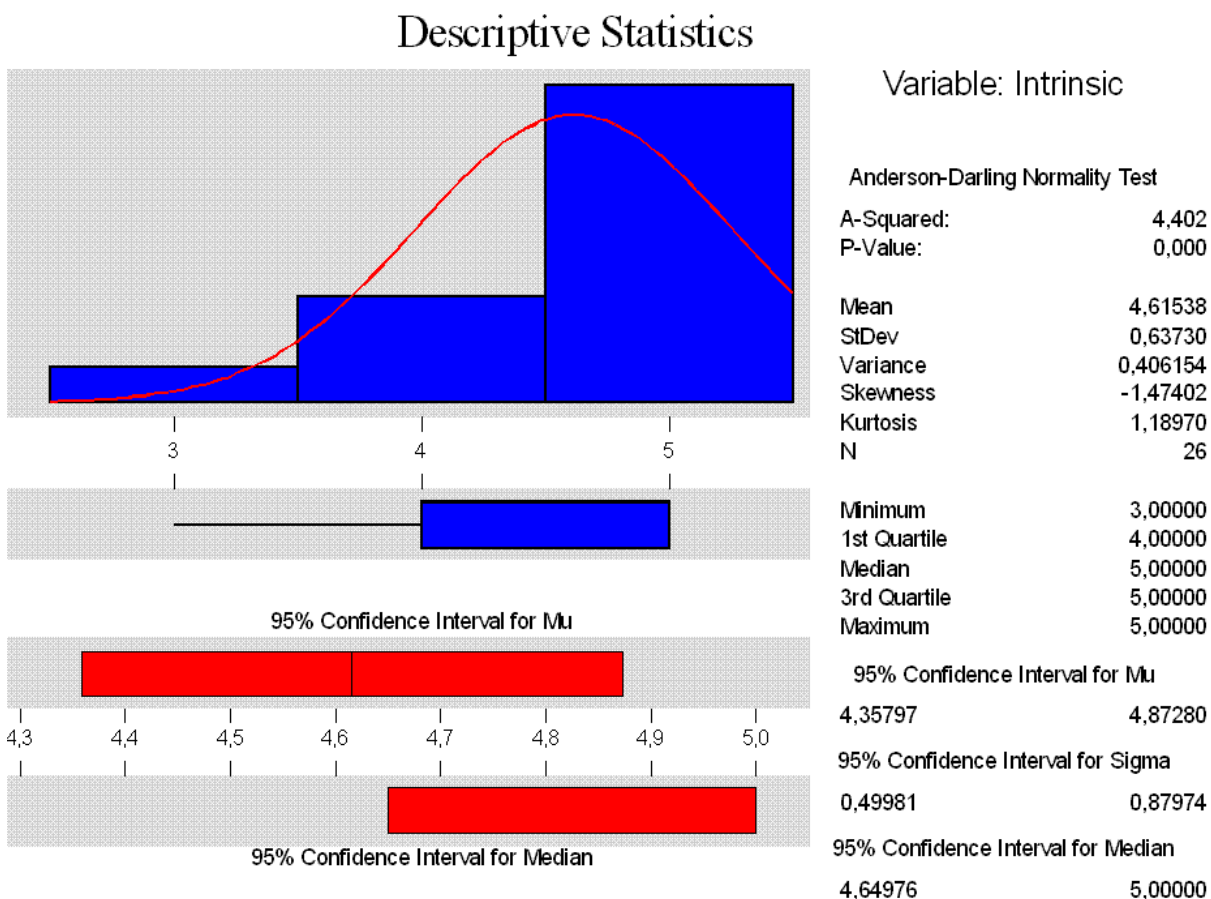 Descriptive Statistics
Variable: Intrinsic
Anderson-Darling Normality Test
A-Squared: 4,402
P-Value: 0,000
Mean 4,61538
StDev 0,63730
Variance 0,406154
Skewness -1,47402
Kurtosis 1,18970
N 26
Minimum 3,00000
1st Quartile 4,00000
Median 5,00000
3rd Quartile 5,00000
Maximum 5,00000
95% Confidence Interval for Mu
4,35797 4,87280
95% Confidence Interval for Sigma
0,49981 0,87974
95% Confidence Interval for Median
4,64976 5,00000
3 4 5
95% Confidence Interval for Mu
4,3 4,4 4,5 4,6 4,7 4,8 4,9 5,0
95% Confidence Interval for Median